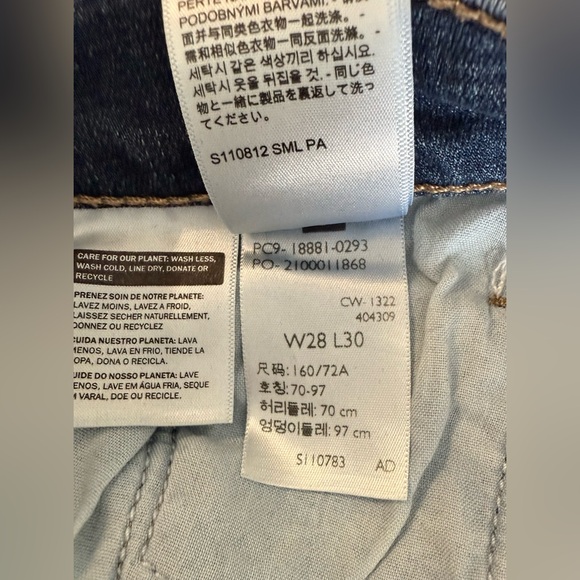 PODOBNÝMI BARVAMI.
面并与同类色衣物一起洗涤。
需和相似色衣物一同反面洗滌。
세탁시 같은 색상끼리 하십시요.
세탁시 옷을 뒤집을 것. - 同じ色
物と一緒に製品を裏返して洗っ
てください。
S110812 SML PA
CARE FOR OUR PLANET: WASH LESS,
WASH COLD, LINE DRY, DONATE OR
RECYCLE
PRENEZ SOIN DE NOTRE PLANETE:
LAVEZ MOINS, LAVEZ A FROID,
LAISSEZ SECHER NATURELLEMENT,
DONNEZ OU RECYCLEZ
CUIDA NUESTRO PLANETA: LAVA
MENOS, LAVA EN FRIO, TIENDE LA
OPA, DONA O RECICLA.
UIDE DO NOSSO PLANETA: LAVE
ENOS, LAVE EM ÁGUA FRIA, SEQUE
VARAL, DOE OU RECICLE.
PC9- 18881-0293
PO- 2100011868
CW-1322
404309
W28 L30
尺码: 160/72A
호칭: 70-97
허리둘레: 70 cm
엉덩이둘레: 97 cm
S110783 AD